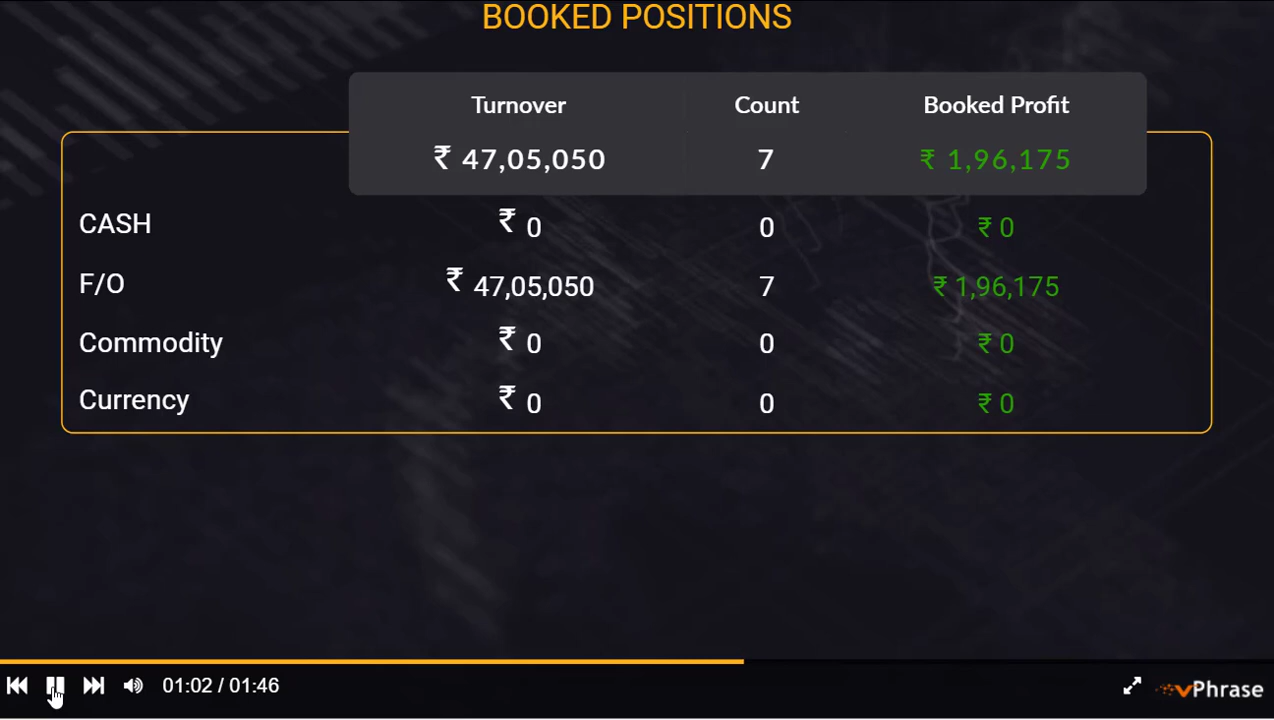 BOOKED POSITIONS
Turnover Count Booked Profit
₹ 47,05,050 7 ₹ 1,96,175
CASH ₹ 0 0 ₹ 0
F/O ₹ 47,05,050 7 ₹ 1,96,175
Commodity ₹ 0 0 ₹ 0
Currency ₹ 0 0 ₹ 0
01:02 / 01:46 vPhrase